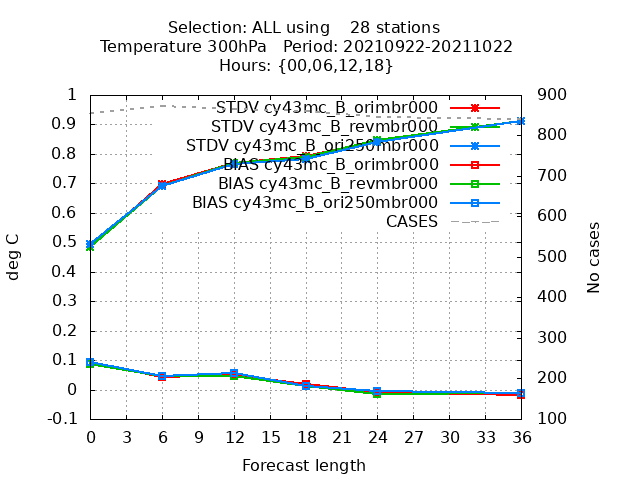 Selection: ALL using    28 stations
Temperature 300hPa   Period: 20210922-20211022
Hours: {00,06,12,18}
1
0.9
0.8
0.7
0.6
0.5
0.4
0.3
0.2
0.1
0
-0.1
deg C
STDV cy43mc_B_orimbr000
STDV cy43mc_B_revmbr000
STDV cy43mc_B_ori250mbr000
BIAS cy43mc_B_orimbr000
BIAS cy43mc_B_revmbr000
BIAS cy43mc_B_ori250mbr000
CASES
900
800
700
600
500
400
300
200
100
No cases
0 3 6 9 12 15 18 21 24 27 30 33 36
Forecast length